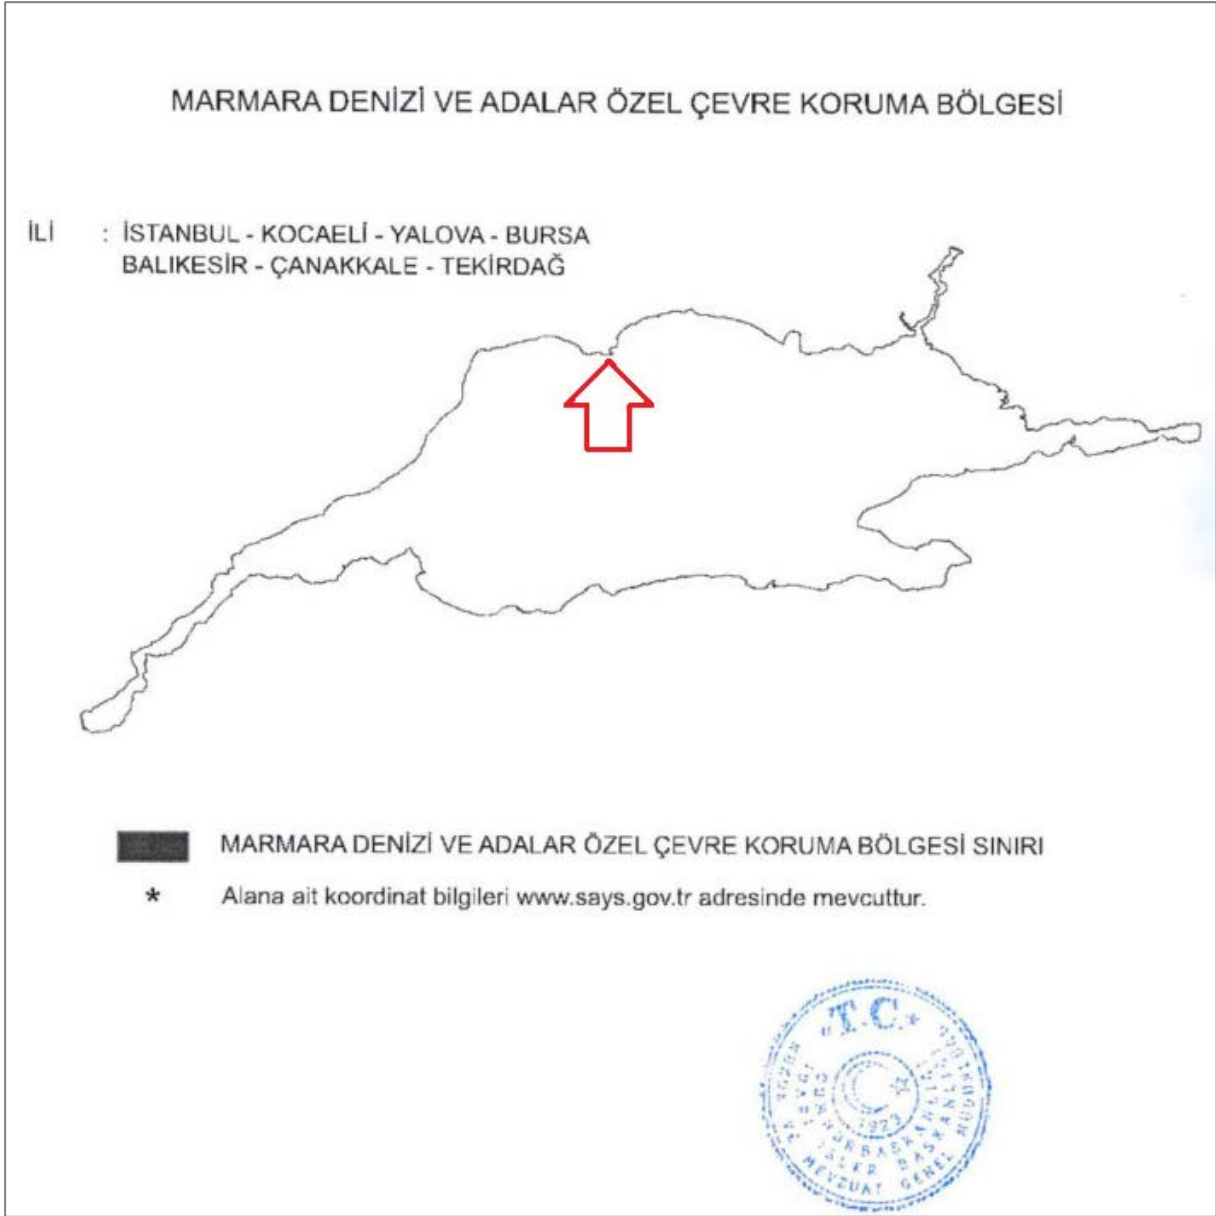 MARMARA DENİZİ VE ADALAR ÖZEL ÇEVRE KORUMA BÖLGESİ
İLİ : İSTANBUL - KOCAELİ - YALOVA - BURSA
BALIKESİR - ÇANAKKALE - TEKİRDAĞ
MARMARA DENİZİ VE ADALAR ÖZEL ÇEVRE KORUMA BÖLGESİ SINIRI
* Alana ait koordinat bilgileri www.says.gov.tr adresinde mevcuttur.
T.C.
1923
MEVZUAT GENEL